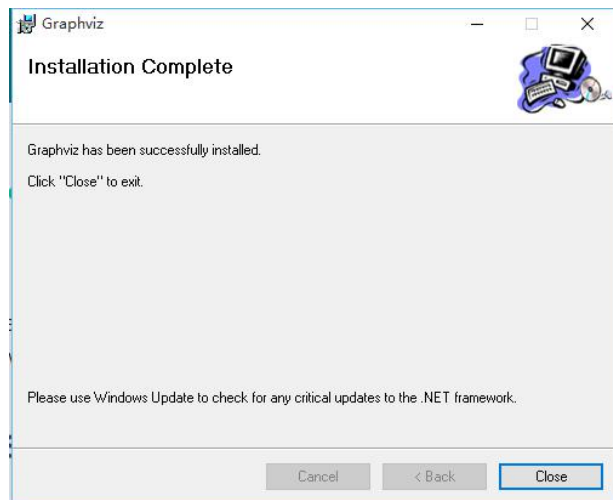 Graphviz
Installation Complete
Graphviz has been successfully installed.
Click "Close" to exit.
Please use Windows Update to check for any critical updates to the .NET framework.
Cancel
< Back
Close